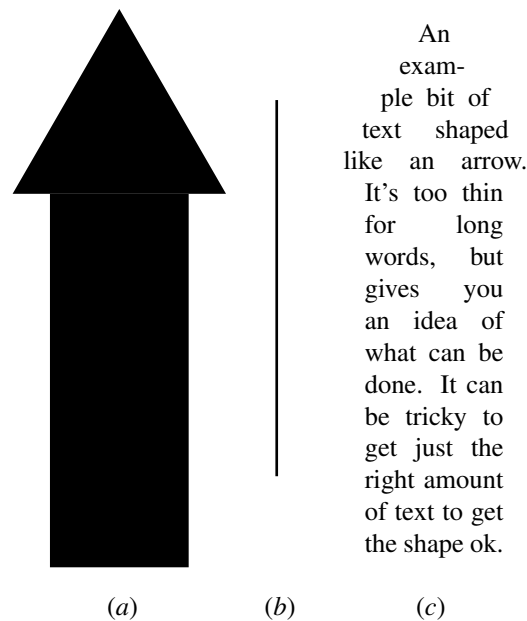 An
exam-
ple bit of
text shaped
like an arrow.
It's too thin
for long
words, but
gives you
an idea of
what can be
done. It can
be tricky to
get just the
right amount
of text to get
the shape ok.
(a) (b) (c)